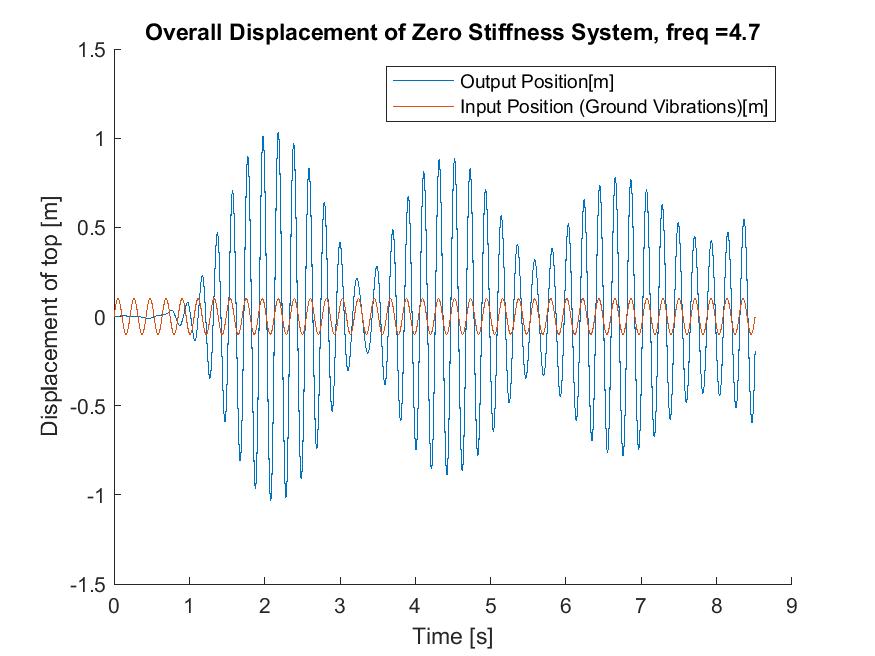 Overall Displacement of Zero Stiffness System, freq =4.7
Output Position[m]
Input Position (Ground Vibrations)[m]
Displacement of top [m]
1.5
1
0.5
0
-0.5
-1
-1.5
0 1 2 3 4 5 6 7 8 9
Time [s]